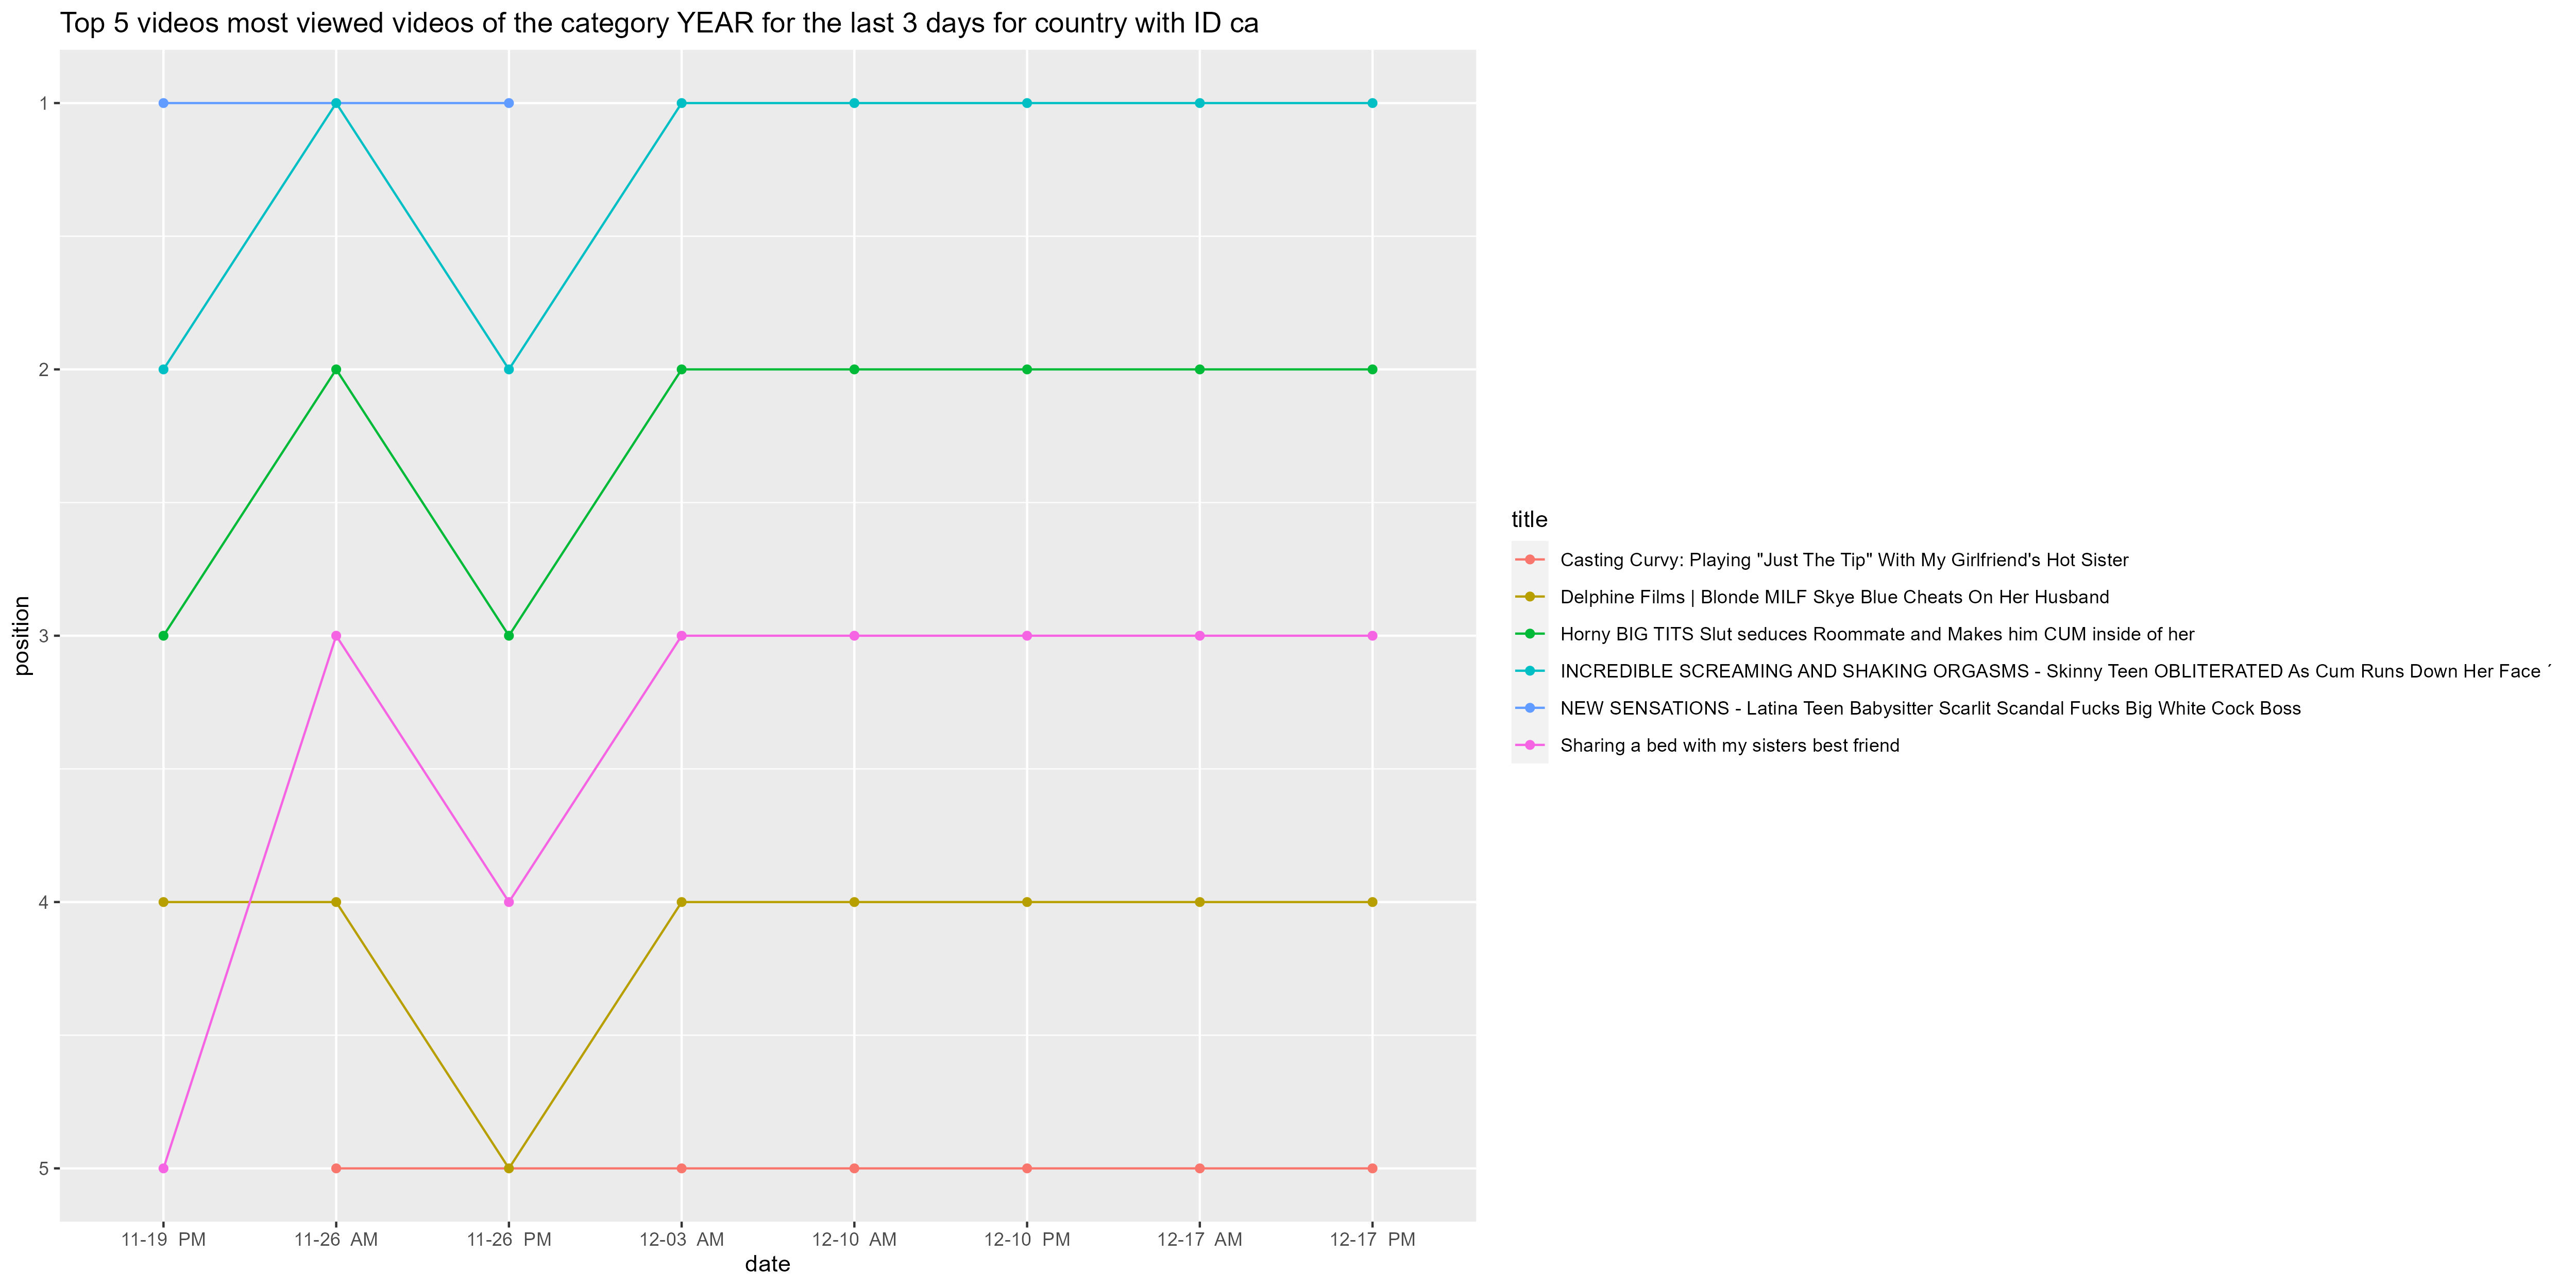 Top 5 videos most viewed videos of the category YEAR for the last 3 days for country with ID ca
1
2
3
4
5
position
11-19 PM 11-26 AM 11-26 PM 12-03 AM 12-10 AM 12-10 PM 12-17 AM 12-17 PM
date
title
Casting Curvy: Playing "Just The Tip" With My Girlfriend's Hot Sister
Delphine Films | Blonde MILF Skye Blue Cheats On Her Husband
Horny BIG TITS Slut seduces Roommate and Makes him CUM inside of her
INCREDIBLE SCREAMING AND SHAKING ORGASMS - Skinny Teen OBLITERATED As Cum Runs Down Her Face
NEW SENSATIONS - Latina Teen Babysitter Scarlit Scandal Fucks Big White Cock Boss
Sharing a bed with my sisters best friend